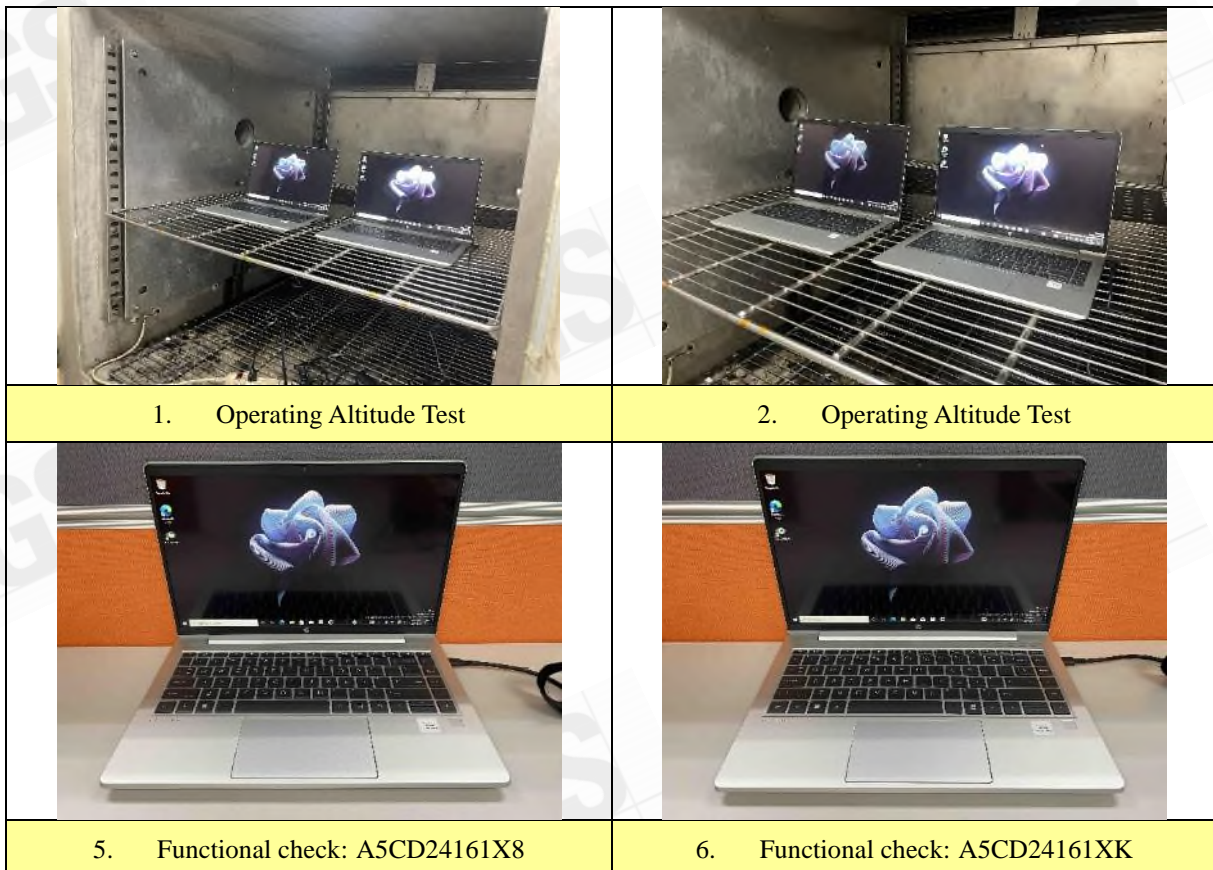 1. Operating Altitude Test
2. Operating Altitude Test
5. Functional check: A5CD24161X8
6. Functional check: A5CD24161XK